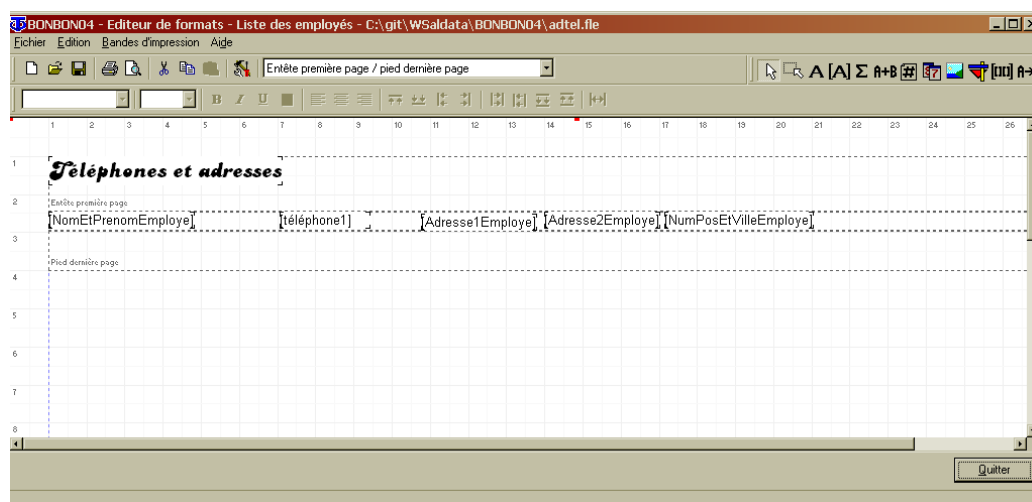 BONBON04 - Editeur de formats - Liste des employés - C:\git\WSaldata\BONBON04\adtel.fle
Fichier Edition Bandes d'impression Aide
Entête première page / pied dernière page
A [A] Σ A+B # 37 [00] A→
B I U
1 2 3 4 5 6 7 8 9 10 11 12 13 14 15 16 17 18 19 20 21 22 23 24 25 26
1
Téléphones et adresses
2
Entête première page
[NomEtPrenomEmploye] [téléphone1] [Adresse1Employe] [Adresse2Employe] [NumPosEtVilleEmploye]
3
Pied dernière page
4
5
6
7
8
Quitter